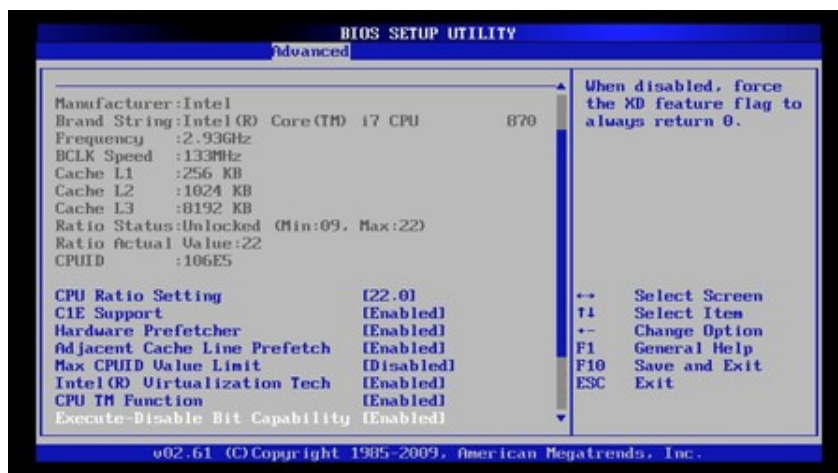 BIOS SETUP UTILITY
Advanced
Manufacturer:Intel
Brand String:Intel(R) Core(TM) i7 CPU 870
Frequency :2.93GHz
BCLK Speed :133MHz
Cache L1 :256 KB
Cache L2 :1024 KB
Cache L3 :8192 KB
Ratio Status:Unlocked (Min:09, Max:22)
Ratio Actual Value:22
CPUID :106E5
CPU Ratio Setting [22.0]
C1E Support [Enabled]
Hardware Prefetcher [Enabled]
Adjacent Cache Line Prefetch [Enabled]
Max CPUID Value Limit [Disabled]
Intel(R) Virtualization Tech [Enabled]
CPU TM Function [Enabled]
Execute-Disable Bit Capability [Enabled]
When disabled, force
the XD feature flag to
always return 0.
↔ Select Screen
↑↓ Select Item
+- Change Option
F1 General Help
F10 Save and Exit
ESC Exit
v02.61 (C)Copyright 1985-2009, American Megatrends, Inc.